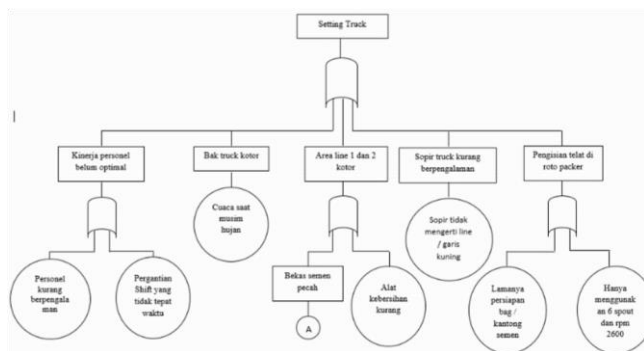 Setting Truck
Kinerja personel
belum optimal
Bak truck kotor
Area line 1 dan 2
kotor
Sopir truck kurang
berpengalaman
Pengisian telat di
roto packer
Cuaca saat
musim
hujan
Sopir tidak
mengerti line
/ garis
kuning
Personel
kurang
berpengala
man
Pergantian
Shift yang
tidak tepat
waktu
Bekas semen
pecah
A
Alat
kebersihan
kurang
Lamanya
persiapan
bag /
kantong
semen
Hanya
menggunak
an 6 spout
dan rpm
2600